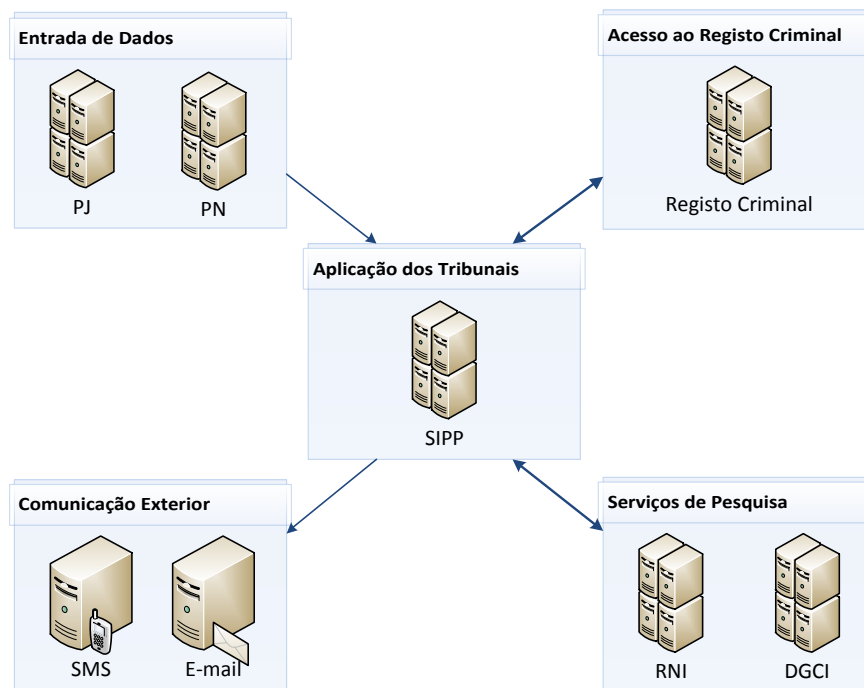 Entrada de Dados
PJ
PN
Acesso ao Registo Criminal
Registo Criminal
Aplicação dos Tribunais
SIPP
Comunicação Exterior
SMS
E-mail
Serviços de Pesquisa
RNI
DGCI